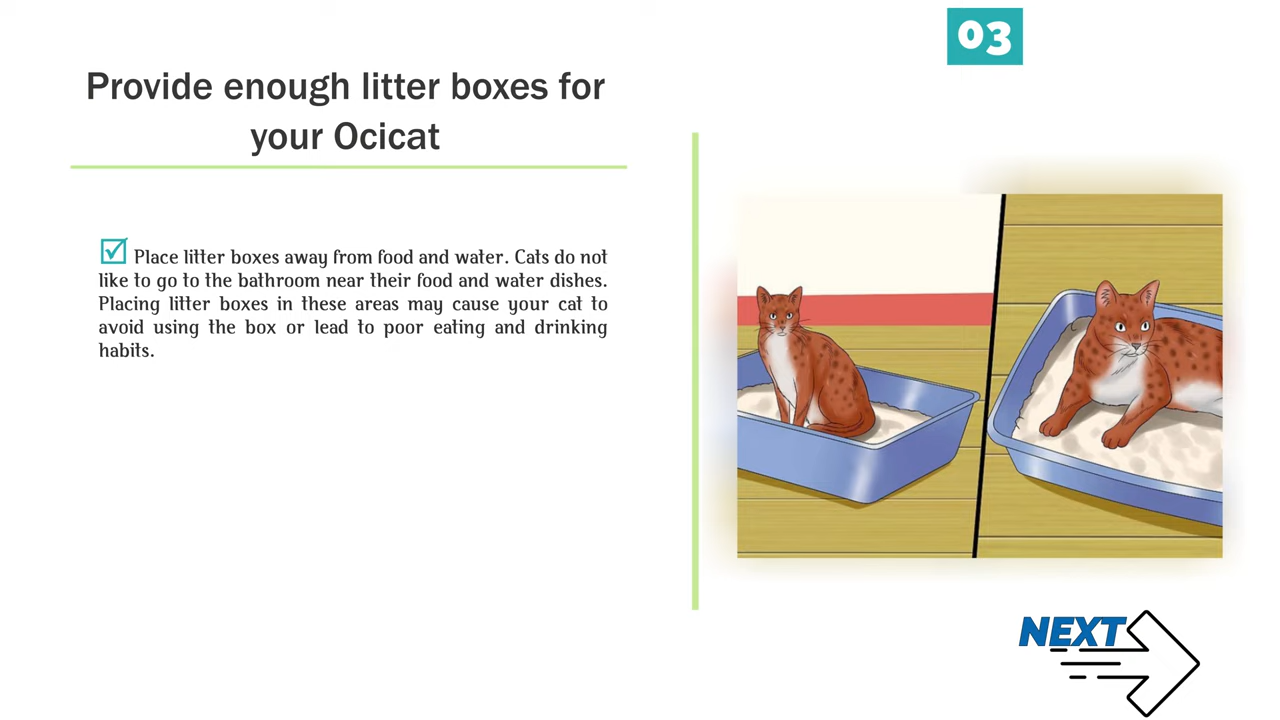 03
Provide enough litter boxes for
your Ocicat
Place litter boxes away from food and water. Cats do not
like to go to the bathroom near their food and water dishes.
Placing litter boxes in these areas may cause your cat to
avoid using the box or lead to poor eating and drinking
habits.
NEXT